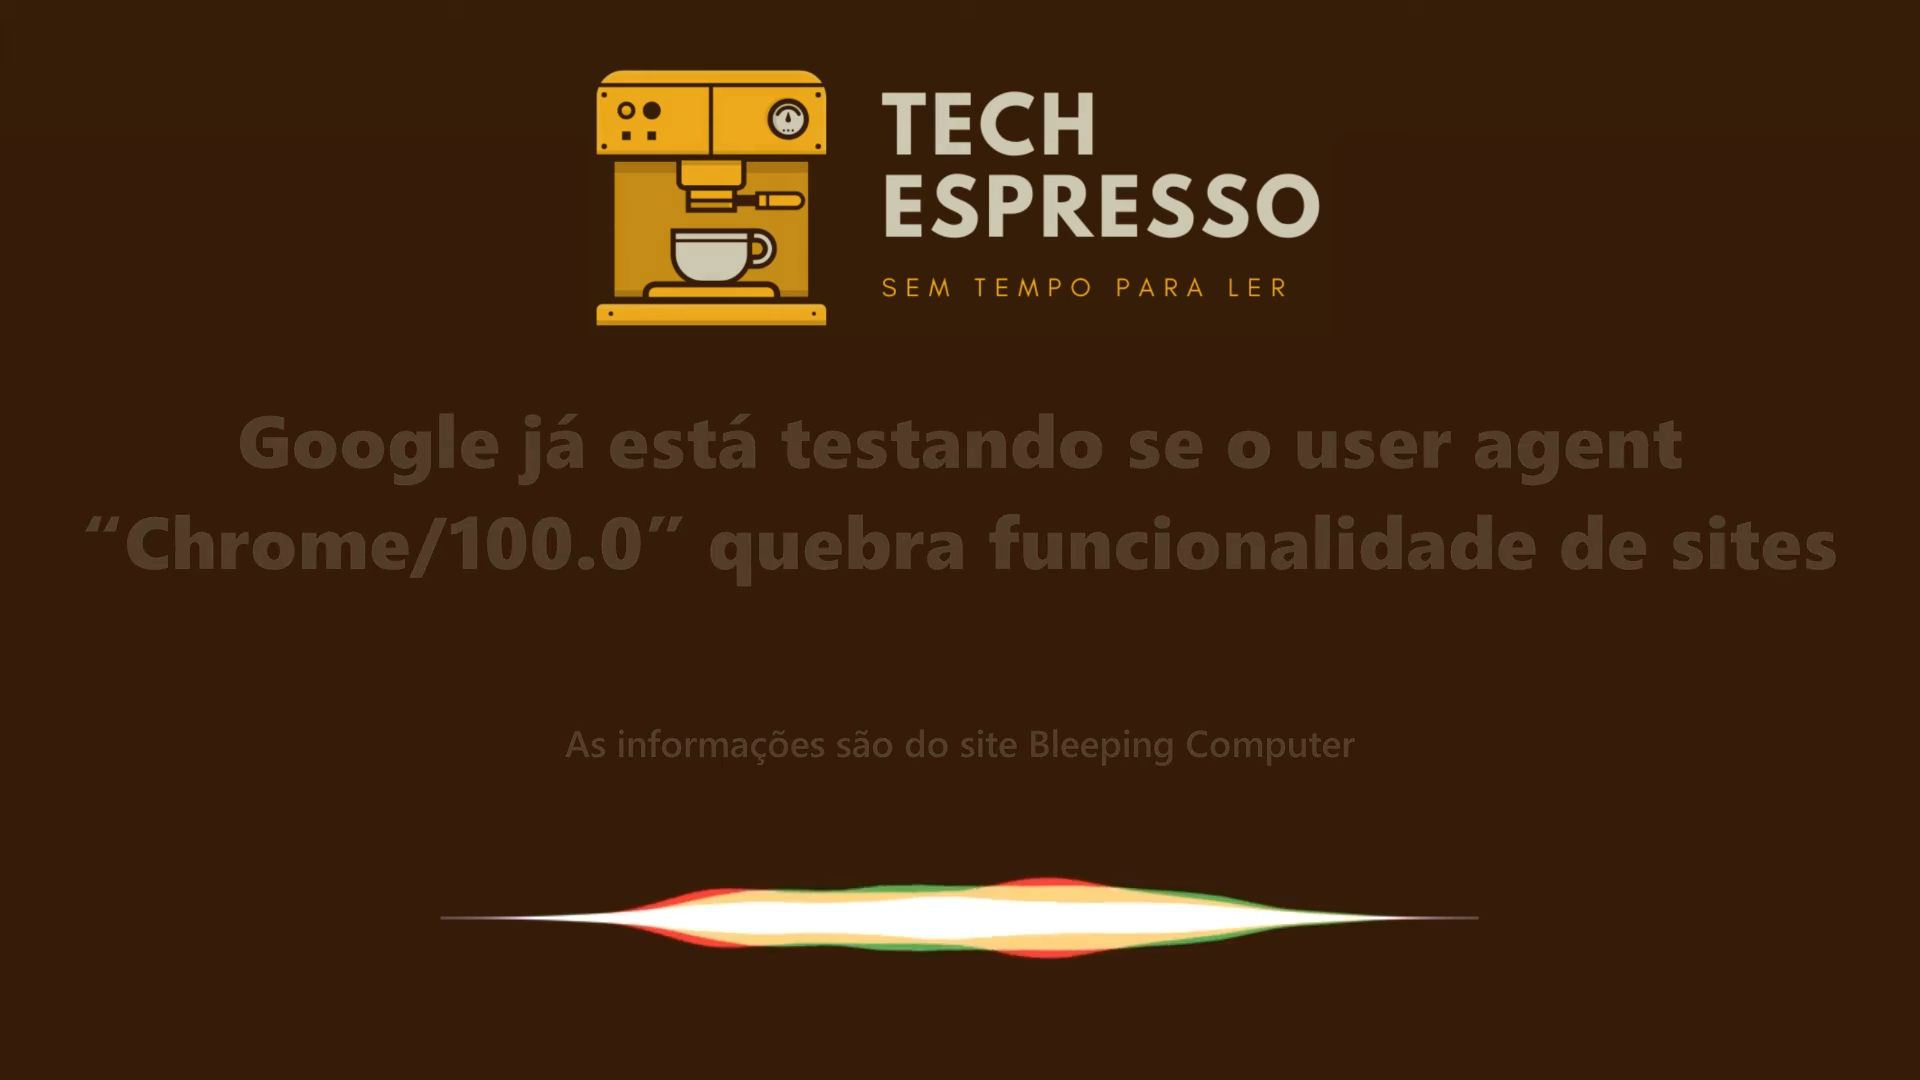 TECH
ESPRESSO
SEM TEMPO PARA LER
Google já está testando se o user agent
“Chrome/100.0” quebra funcionalidade de sites
As informações são do site Bleeping Computer